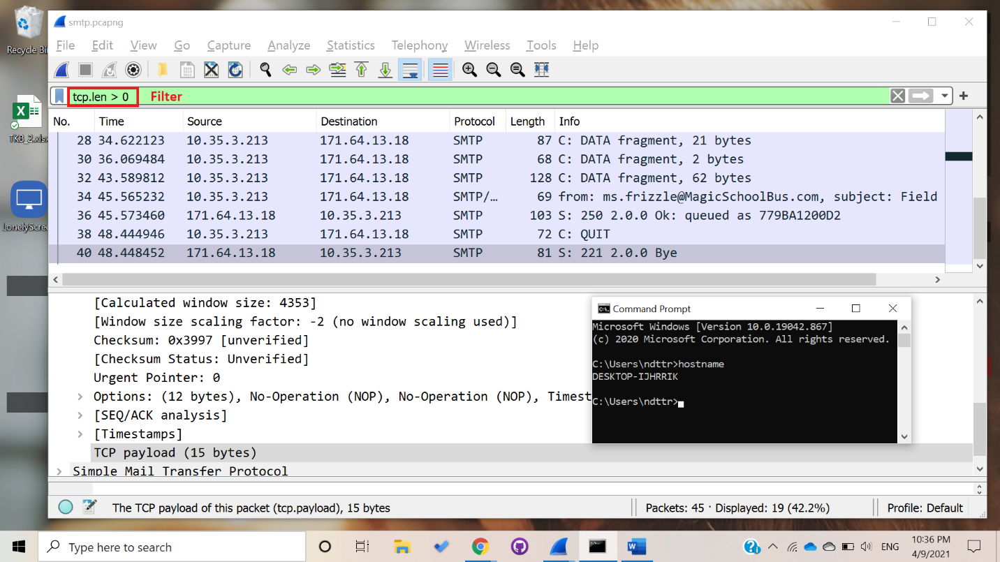 Recycle Bin
TKB_2.xlsx
LonelyScree
smtp.pcapng
File Edit View Go Capture Analyze Statistics Telephony Wireless Tools Help
tcp.len > 0 Filter
No. Time Source Destination Protocol Length Info
28 34.622123 10.35.3.213 171.64.13.18 SMTP 87 C: DATA fragment, 21 bytes
30 36.069484 10.35.3.213 171.64.13.18 SMTP 68 C: DATA fragment, 2 bytes
32 43.589812 10.35.3.213 171.64.13.18 SMTP 128 C: DATA fragment, 62 bytes
34 45.565232 10.35.3.213 171.64.13.18 SMTP/… 69 from: ms.frizzle@MagicSchoolBus.com, subject: Field
36 45.573460 171.64.13.18 10.35.3.213 SMTP 103 S: 250 2.0.0 Ok: queued as 779BA1200D2
38 48.444946 10.35.3.213 171.64.13.18 SMTP 72 C: QUIT
40 48.448452 171.64.13.18 10.35.3.213 SMTP 81 S: 221 2.0.0 Bye
[Calculated window size: 4353]
[Window size scaling factor: -2 (no window scaling used)]
Checksum: 0x3997 [unverified]
[Checksum Status: Unverified]
Urgent Pointer: 0
Options: (12 bytes), No-Operation (NOP), No-Operation (NOP), Timest
[SEQ/ACK analysis]
[Timestamps]
TCP payload (15 bytes)
Simple Mail Transfer Protocol
Command Prompt
Microsoft Windows [Version 10.0.19042.867]
(c) 2020 Microsoft Corporation. All rights reserved.
C:\Users\ndttr>hostname
DESKTOP-IJHRRIK
C:\Users\ndttr>
The TCP payload of this packet (tcp.payload), 15 bytes
Packets: 45 · Displayed: 19 (42.2%)
Profile: Default
Type here to search
ENG
10:36 PM
4/9/2021